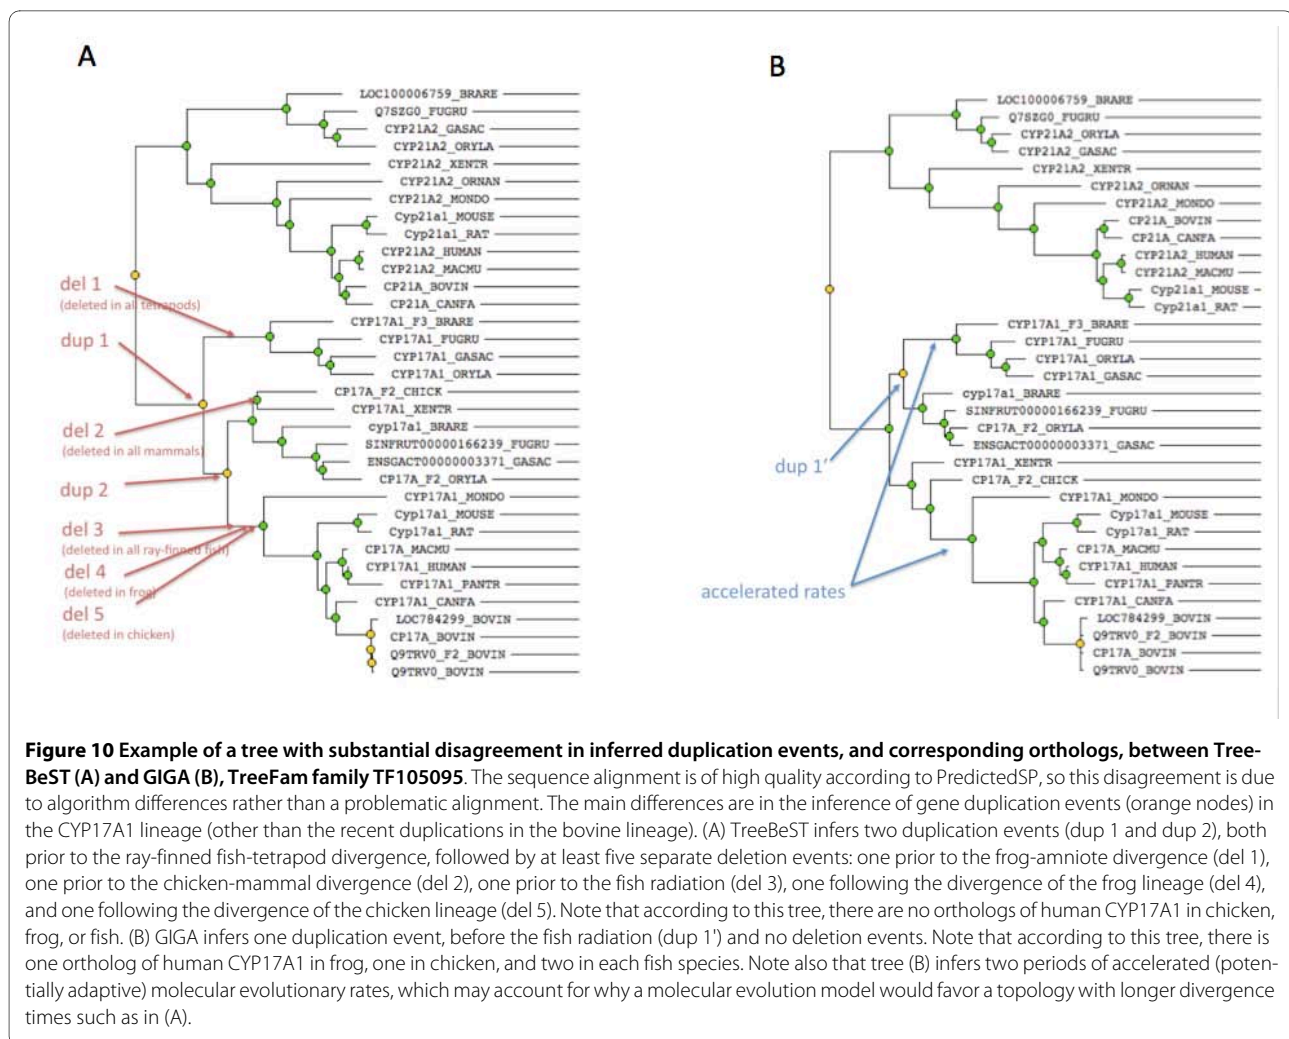 A
LOC100006759_BRARE
Q7SZG0_FUGRU
CYP21A2_GASAC
CYP21A2_ORYLA
CYP21A2_XENTR
CYP21A2_ORNAN
CYP21A2_MONDO
Cyp21a1_MOUSE
Cyp21a1_RAT
CYP21A2_HUMAN
CYP21A2_MACMU
CP21A_BOVIN
CP21A_CANFA
CYP17A1_F3_BRARE
CYP17A1_FUGRU
CYP17A1_GASAC
CYP17A1_ORYLA
CP17A_F2_CHICK
CYP17A1_XENTR
cyp17a1_BRARE
SINFRUT00000166239_FUGRU
ENSGACT00000003371_GASAC
CP17A_F2_ORYLA
CYP17A1_MONDO
Cyp17a1_MOUSE
Cyp17a1_RAT
CP17A_MACMU
CYP17A1_HUMAN
CYP17A1_PANTR
CYP17A1_CANFA
LOC784299_BOVIN
CP17A_BOVIN
Q9TRV0_F2_BOVIN
Q9TRV0_BOVIN
del 1
(deleted in all tetrapods)
dup 1
del 2
(deleted in all mammals)
dup 2
del 3
(deleted in all ray-finned fish)
del 4
(deleted in frog)
del 5
(deleted in chicken)
B
LOC100006759_BRARE
Q7SZG0_FUGRU
CYP21A2_ORYLA
CYP21A2_GASAC
CYP21A2_XENTR
CYP21A2_ORNAN
CYP21A2_MONDO
CP21A_BOVIN
CP21A_CANFA
CYP21A2_HUMAN
CYP21A2_MACMU
Cyp21a1_MOUSE
Cyp21a1_RAT
CYP17A1_F3_BRARE
CYP17A1_FUGRU
CYP17A1_ORYLA
CYP17A1_GASAC
cyp17a1_BRARE
SINFRUT00000166239_FUGRU
CP17A_F2_ORYLA
ENSGACT00000003371_GASAC
CYP17A1_XENTR
CP17A_F2_CHICK
CYP17A1_MONDO
Cyp17a1_MOUSE
Cyp17a1_RAT
CP17A_MACMU
CYP17A1_HUMAN
CYP17A1_PANTR
CYP17A1_CANFA
LOC784299_BOVIN
Q9TRV0_F2_BOVIN
CP17A_BOVIN
Q9TRV0_BOVIN
dup 1′
accelerated rates
Figure 10 Example of a tree with substantial disagreement in inferred duplication events, and corresponding orthologs, between Tree-
BeST (A) and GIGA (B), TreeFam family TF105095. The sequence alignment is of high quality according to PredictedSP, so this disagreement is due
to algorithm differences rather than a problematic alignment. The main differences are in the inference of gene duplication events (orange nodes) in
the CYP17A1 lineage (other than the recent duplications in the bovine lineage). (A) TreeBeST infers two duplication events (dup 1 and dup 2), both
prior to the ray-finned fish-tetrapod divergence, followed by at least five separate deletion events: one prior to the frog-amniote divergence (del 1),
one prior to the chicken-mammal divergence (del 2), one prior to the fish radiation (del 3), one following the divergence of the frog lineage (del 4),
and one following the divergence of the chicken lineage (del 5). Note that according to this tree, there are no orthologs of human CYP17A1 in chicken,
frog, or fish. (B) GIGA infers one duplication event, before the fish radiation (dup 1') and no deletion events. Note that according to this tree, there is
one ortholog of human CYP17A1 in frog, one in chicken, and two in each fish species. Note also that tree (B) infers two periods of accelerated (poten-
tially adaptive) molecular evolutionary rates, which may account for why a molecular evolution model would favor a topology with longer divergence
times such as in (A).